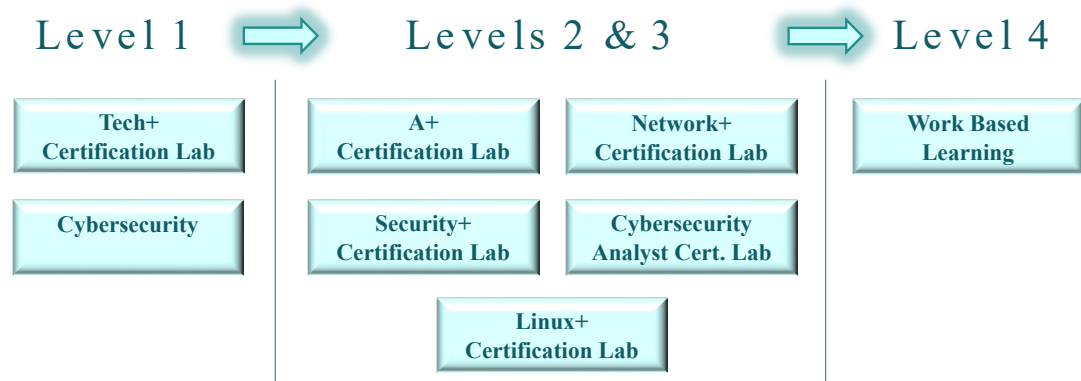 Level 1
Levels 2 & 3
Level 4
Tech+
Certification Lab
Cybersecurity
A+
Certification Lab
Network+
Certification Lab
Security+
Certification Lab
Cybersecurity
Analyst Cert. Lab
Linux+
Certification Lab
Work Based
Learning